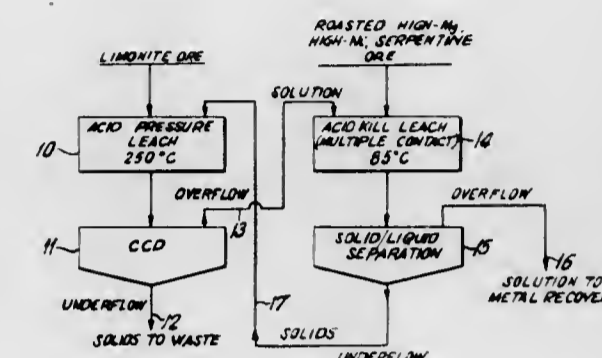 ROASTED HIGH-Mg,
HIGH-Ni, SERPENTINE
ORE
LIMONITE ORE
SOLUTION
ACID PRESSURE
LEACH
250°C
10
ACID KILL LEACH
(MULTIPLE CONTACT)
85°C
14
OVERFLOW
13
OVERFLOW
11
CCD
SOLID/LIQUID
SEPARATION
15
16
SOLUTION TO
METAL RECOVE
UNDERFLOW
12
17
SOLIDS TO WASTE
SOLIDS
UNDERFLOW